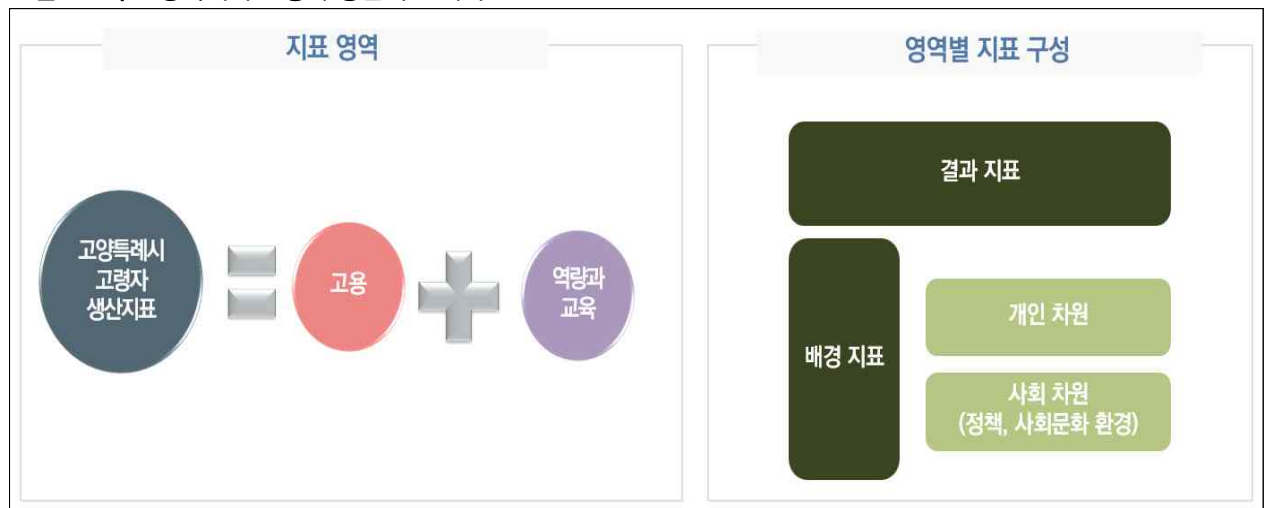 지표 영역
고양특례시
고령자
생산지표
고용
역량과
교육
영역별 지표 구성
결과 지표
배경 지표
개인 차원
사회 차원
(정책, 사회문화 환경)